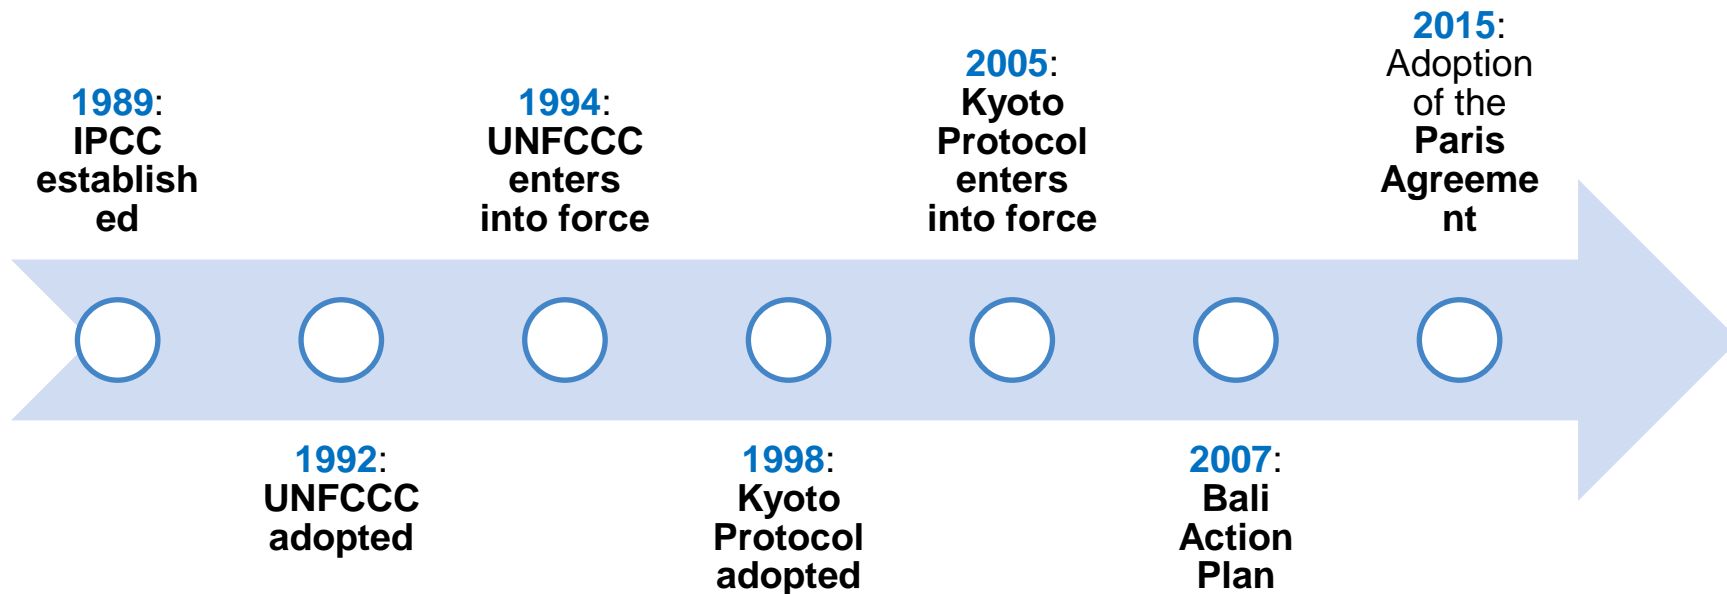 1989:
IPCC
establish
ed
1992:
UNFCCC
adopted
1994:
UNFCCC
enters
into force
1998:
Kyoto
Protocol
adopted
2005:
Kyoto
Protocol
enters
into force
2007:
Bali
Action
Plan
2015:
Adoption
of the
Paris
Agreeme
nt